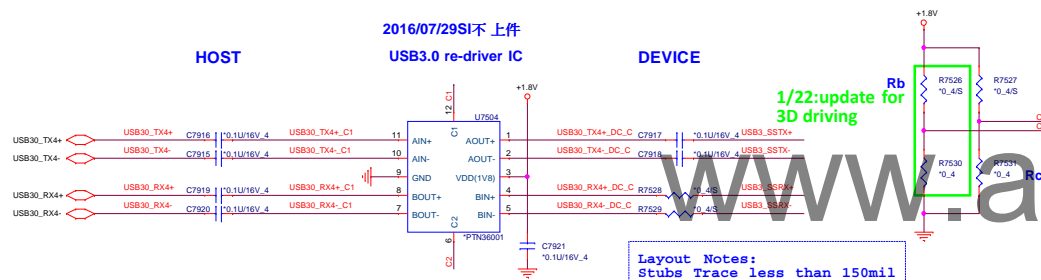 2016/07/29SI不 上件
HOST
USB3.0 re-driver IC
DEVICE
+1.8V
+1.8V
Rb
R7526
*0_4/S
R7527
*0_4/S
1/22:update for
3D driving
C1
12
C1
U7504
USB30_TX4+
USB30_TX4+
C7916
*0.1U/16V_4
USB30_TX4+_C1
11
AIN+
AOUT+
1
USB30_TX4+_DC_C
C7917
*0.1U/16V_4
USB3_SSTX+
USB30_TX4-
USB30_TX4-
C7915
*0.1U/16V_4
USB30_TX4-_C1
10
AIN-
AOUT-
2
USB30_TX4-_DC_C
C7918
*0.1U/16V_4
USB3_SSTX-
9
GND
VDD(1V8)
3
USB30_RX4+
USB30_RX4+
C7919
*0.1U/16V_4
USB30_RX4+_C1
8
BOUT+
BIN+
4
USB30_RX4+_DC_C
R7528
*0_4/S
USB3_SSRX+
USB30_RX4-
USB30_RX4-
C7920
*0.1U/16V_4
USB30_RX4-_C1
7
BOUT-
BIN-
5
USB30_RX4-_DC_C
R7529
*0_4/S
USB3_SSRX-
C2
6
C2
*PTN36001
C7921
*0.1U/16V_4
R7530
*0_4
R7531
*0_4
Rc
www.a
Layout Notes:
Stubs Trace less than 150mil